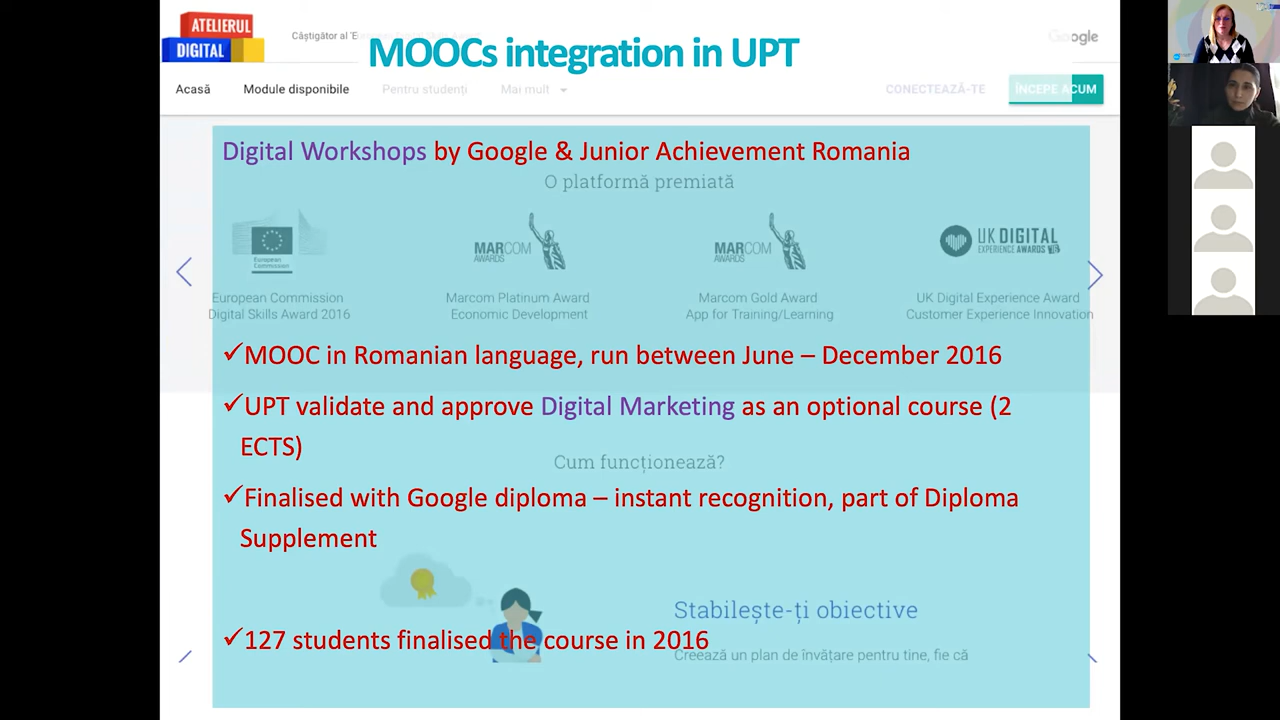 ATELIERUL
DIGITAL
Câștigător al 'E
MOOCs integration in UPT
Google
Acasă Module disponibile Pentru studenți Mai mult CONECTEAZĂ-TE ÎNCEPE ACUM
Digital Workshops by Google & Junior Achievement Romania
O platformă premiată
European
Commission
MARCOM
AWARDS
MARCOM
AWARDS
UK DIGITAL
EXPERIENCE AWARDS
European Commission
Digital Skills Award 2016
Marcom Platinum Award
Economic Development
Marcom Gold Award
App for Training/Learning
UK Digital Experience Award
Customer Experience Innovation
✓MOOC in Romanian language, run between June – December 2016
✓UPT validate and approve Digital Marketing as an optional course (2
ECTS)
Cum funcționează?
✓Finalised with Google diploma – instant recognition, part of Diploma
Supplement
Stabilește-ți obiective
✓127 students finalised the course in 2016
Creează un plan de învățare pentru tine, fie că